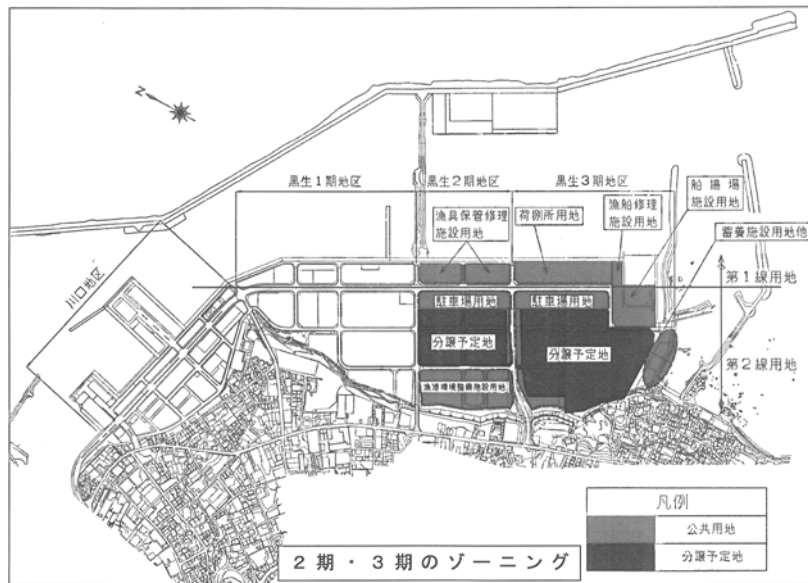 N
黒生1期地区
黒生2期地区
黒生3期地区
船揚場
施設用地
漁具保管修理
施設用地
荷捌所用地
漁船修理
施設用地
蓄養施設用地他
川口地区
第1線用地
駐車場用地
駐車場用地
分譲予定地
分譲予定地
第2線用地
漁港環境整備施設用地
凡例
公共用地
分譲予定地
2期・3期のゾーニング